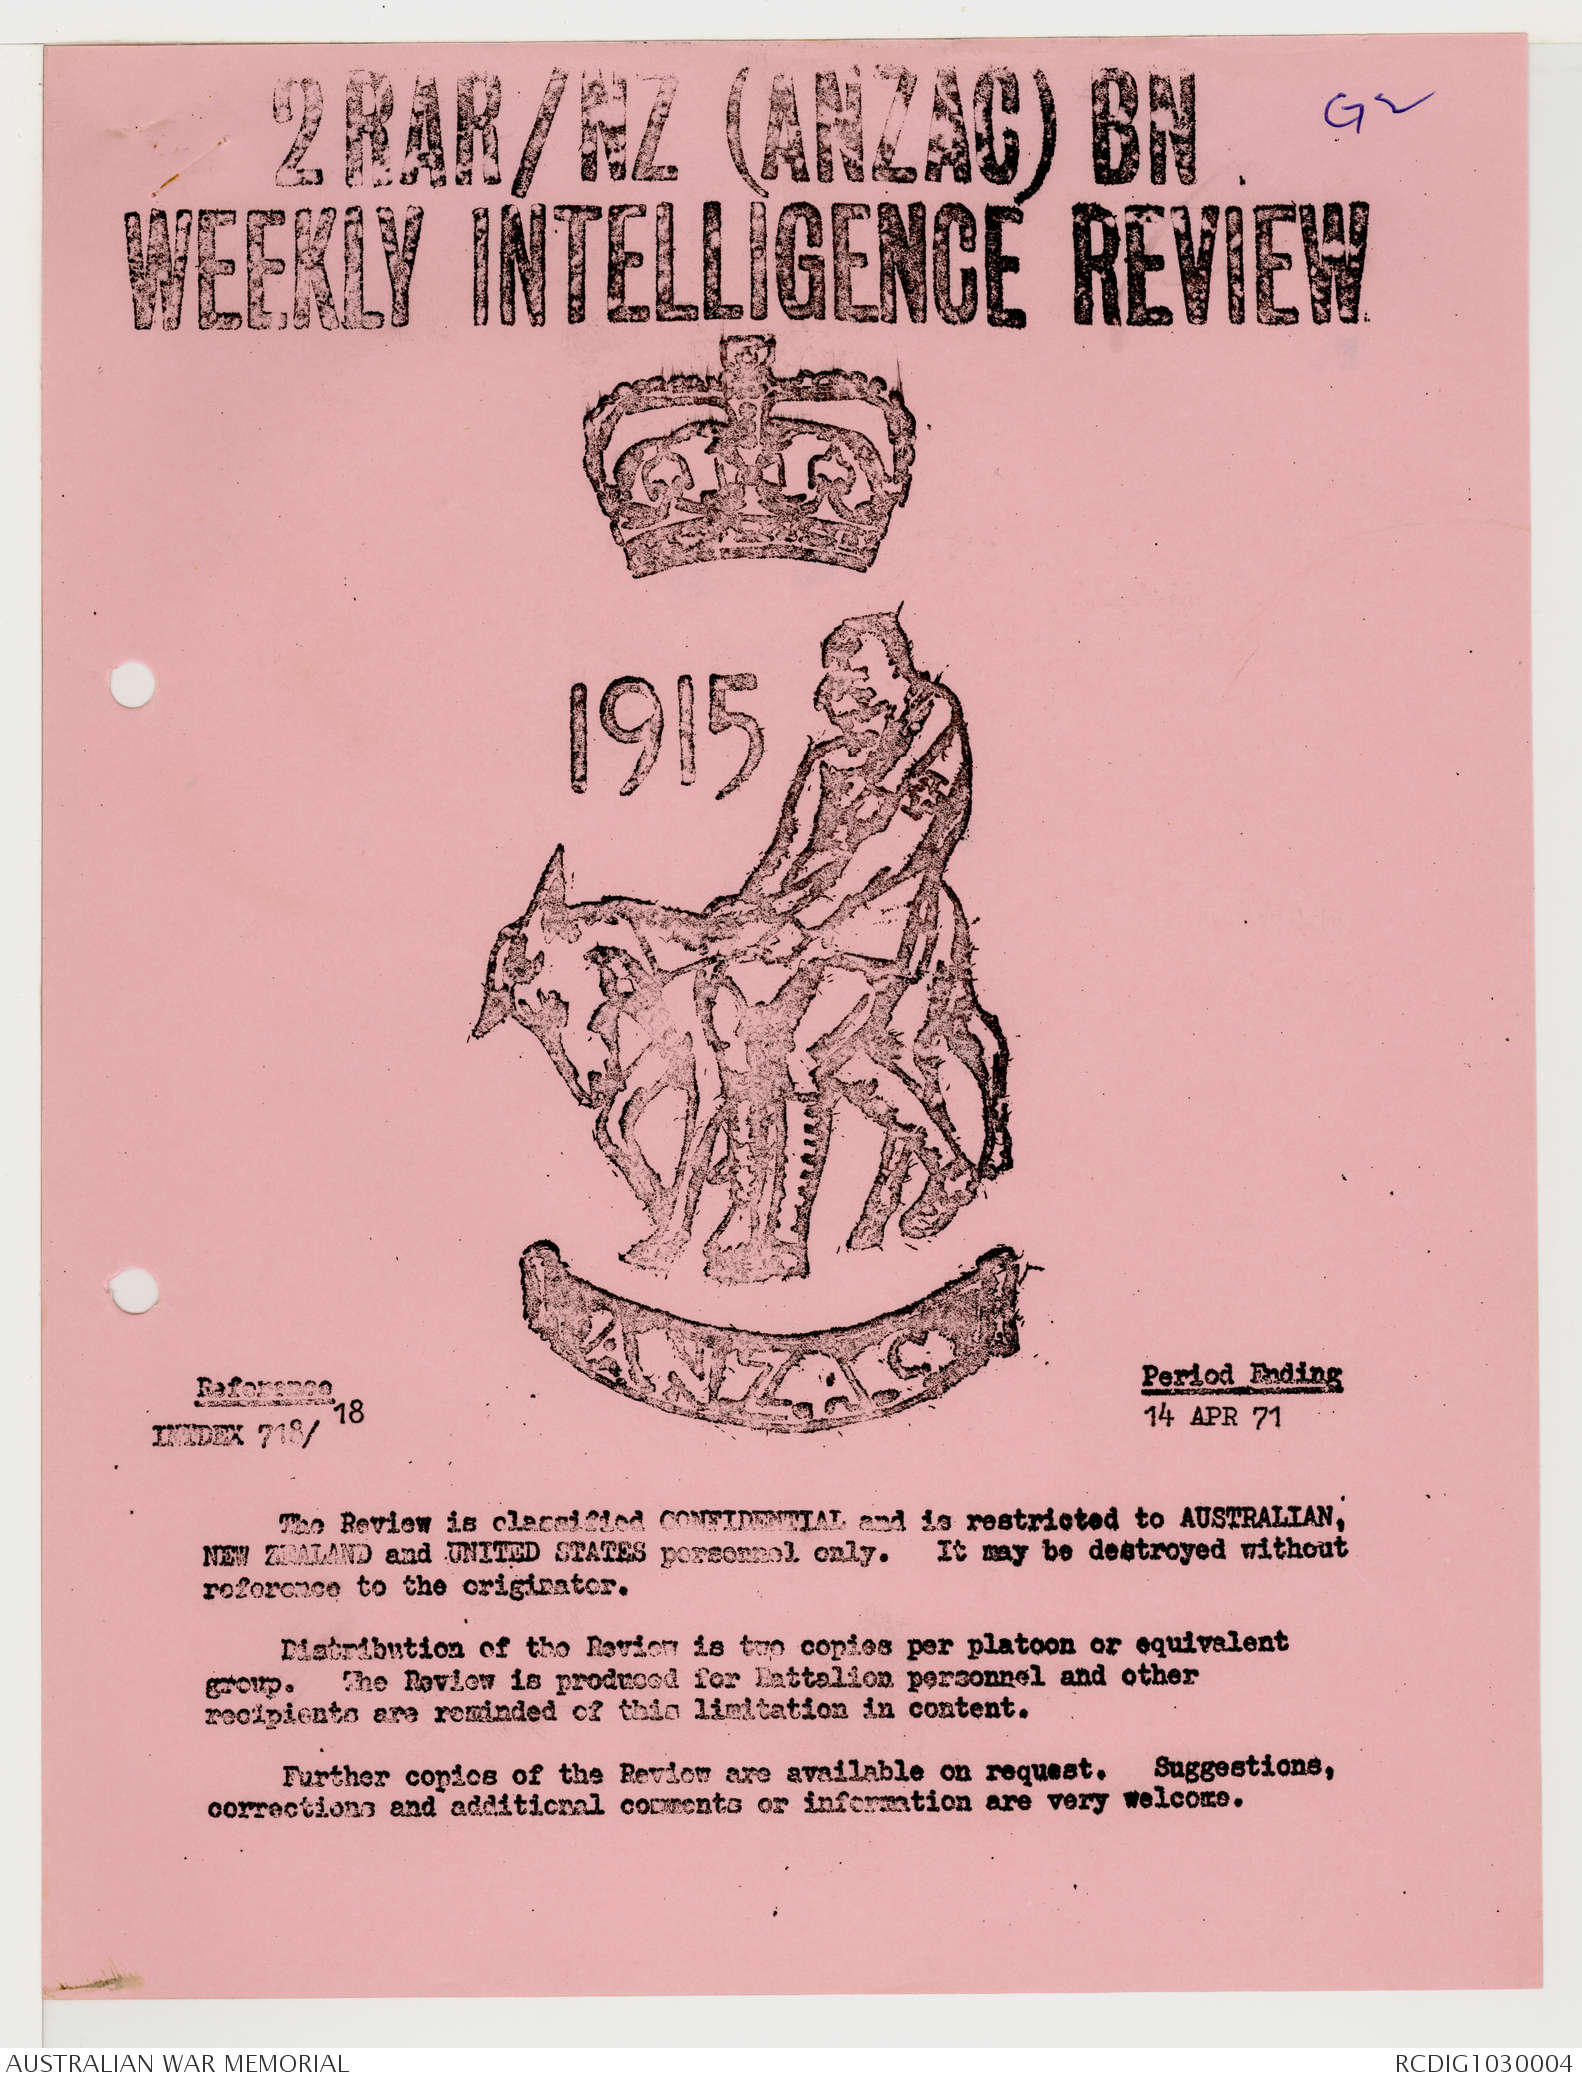 2 RAR/NZ (ANZAC) BN
G2
WEEKLY INTELLIGENCE REVIEW
1915
ANZAC
Reference
INIDEX 718/18
Period Ending
14 APR 71
The Review is classified CONFIDENTIAL and is restricted to AUSTRALIAN,
NEW ZEALAND and UNITED STATES personnel only. It may be destroyed without
reference to the originator.
Distribution of the Review is two copies per platoon or equivalent
group. The Review is produced for Battalion personnel and other
recipients are reminded of this limitation in content.
Further copies of the Review are available on request. Suggestions,
corrections and additional comments or information are very welcome.
AUSTRALIAN WAR MEMORIAL
RCDIG1030004